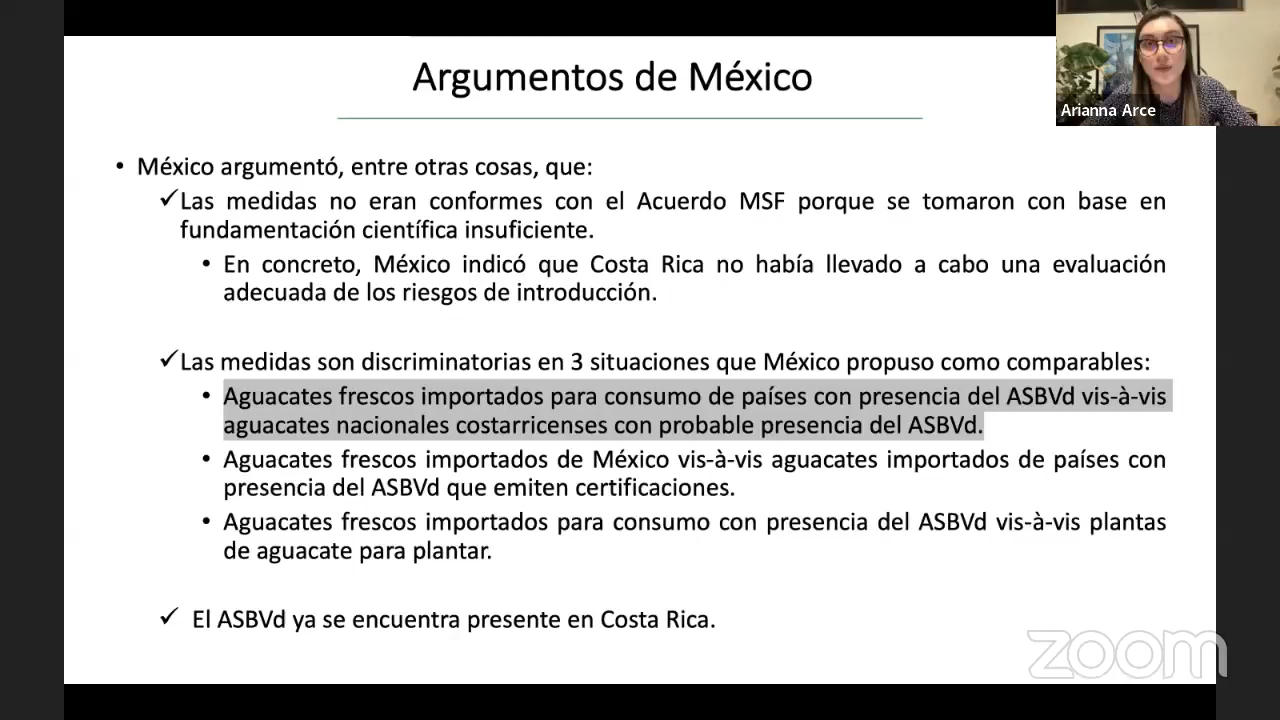 Argumentos de México
Arianna Arce
• México argumentó, entre otras cosas, que:
✓Las medidas no eran conformes con el Acuerdo MSF porque se tomaron con base en
fundamentación científica insuficiente.
• En concreto, México indicó que Costa Rica no había llevado a cabo una evaluación
adecuada de los riesgos de introducción.
✓Las medidas son discriminatorias en 3 situaciones que México propuso como comparables:
• Aguacates frescos importados para consumo de países con presencia del ASBVd vis-à-vis
aguacates nacionales costarricenses con probable presencia del ASBVd.
• Aguacates frescos importados de México vis-à-vis aguacates importados de países con
presencia del ASBVd que emiten certificaciones.
• Aguacates frescos importados para consumo con presencia del ASBVd vis-à-vis plantas
de aguacate para plantar.
✓ El ASBVd ya se encuentra presente en Costa Rica.
zoom